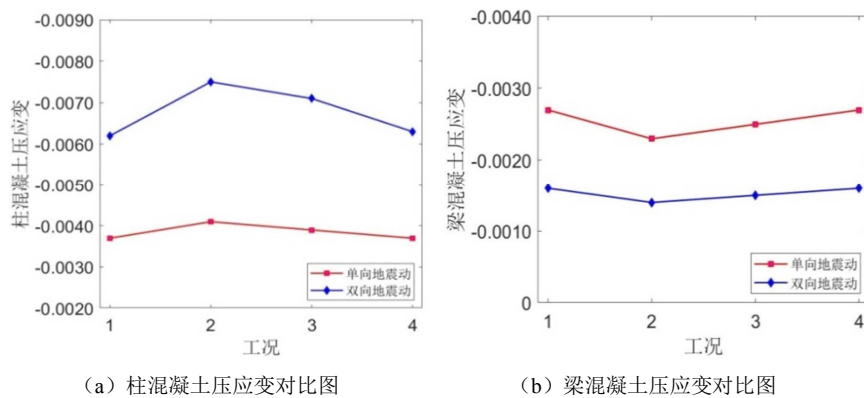 -0.0090
-0.0080
-0.0070
-0.0060
-0.0050
-0.0040
-0.0030
-0.0020
柱混凝土压应变
1 2 3 4
工况
单向地震动
双向地震动
（a）柱混凝土压应变对比图
-0.0040
-0.0030
-0.0020
-0.0010
0
梁混凝土压应变
1 2 3 4
工况
单向地震动
双向地震动
（b）梁混凝土压应变对比图